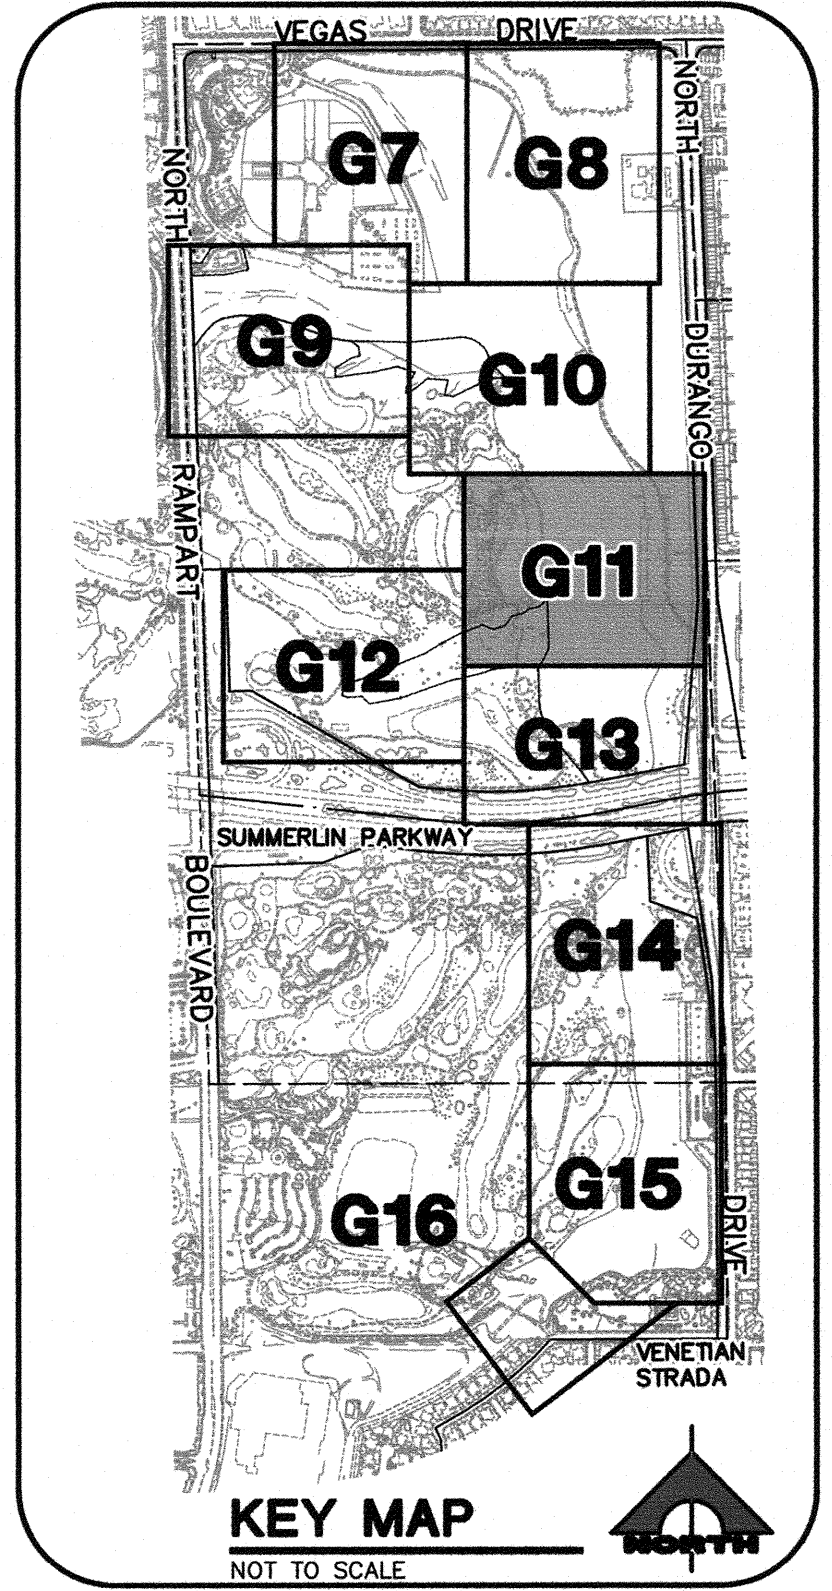 VEGAS DRIVE
NORTH
G7
G8
NORTH
G9
G10
DURANGO
RAMPART
G11
G12
G13
SUMMERLIN PARKWAY
BOULEVARD
G14
G15
G16
DRIVE
VENETIAN
STRADA
KEY MAP
NOT TO SCALE
NORTH